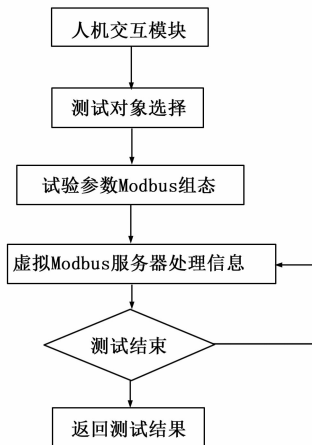 人机交互模块
测试对象选择
试验参数Modbus组态
虚拟Modbus服务器处理信息
测试结束
返回测试结果